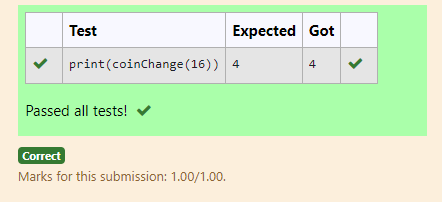 Test Expected Got
print(coinChange(16)) 4 4
Passed all tests!
Correct
Marks for this submission: 1.00/1.00.